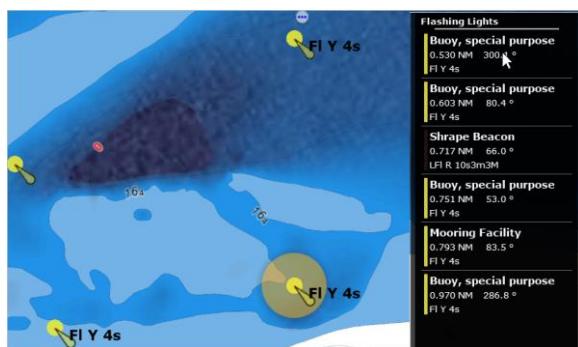 Fl Y 4s
16₄
16₄
Fl Y 4s
Fl Y 4s
Flashing Lights
Buoy, special purpose
0.530 NM 300.1 °
Fl Y 4s
Buoy, special purpose
0.603 NM 80.4 °
Fl Y 4s
Shrape Beacon
0.717 NM 66.0 °
LFl R 10s3m3M
Buoy, special purpose
0.751 NM 53.0 °
Fl Y 4s
Mooring Facility
0.793 NM 83.5 °
Fl Y 4s
Buoy, special purpose
0.970 NM 286.8 °
Fl Y 4s